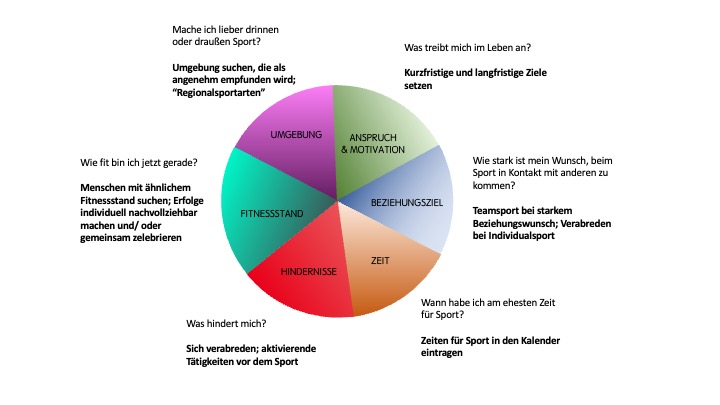 Mache ich lieber drinnen
oder draußen Sport?
Umgebung suchen, die als
angenehm empfunden wird;
“Regionalsportarten”
Was treibt mich im Leben an?
Kurzfristige und langfristige Ziele
setzen
UMGEBUNG
ANSPRUCH
& MOTIVATION
Wie fit bin ich jetzt gerade?
Menschen mit ähnlichem
Fitnessstand suchen; Erfolge
individuell nachvollziehbar
machen und/ oder
gemeinsam zelebrieren
FITNESSSTAND
BEZIEHUNGSZIEL
Wie stark ist mein Wunsch, beim
Sport in Kontakt mit anderen zu
kommen?
Teamsport bei starkem
Beziehungswunsch; Verabreden
bei Individualsport
HINDERNISSE
ZEIT
Was hindert mich?
Sich verabreden; aktivierende
Tätigkeiten vor dem Sport
Wann habe ich am ehesten Zeit
für Sport?
Zeiten für Sport in den Kalender
eintragen